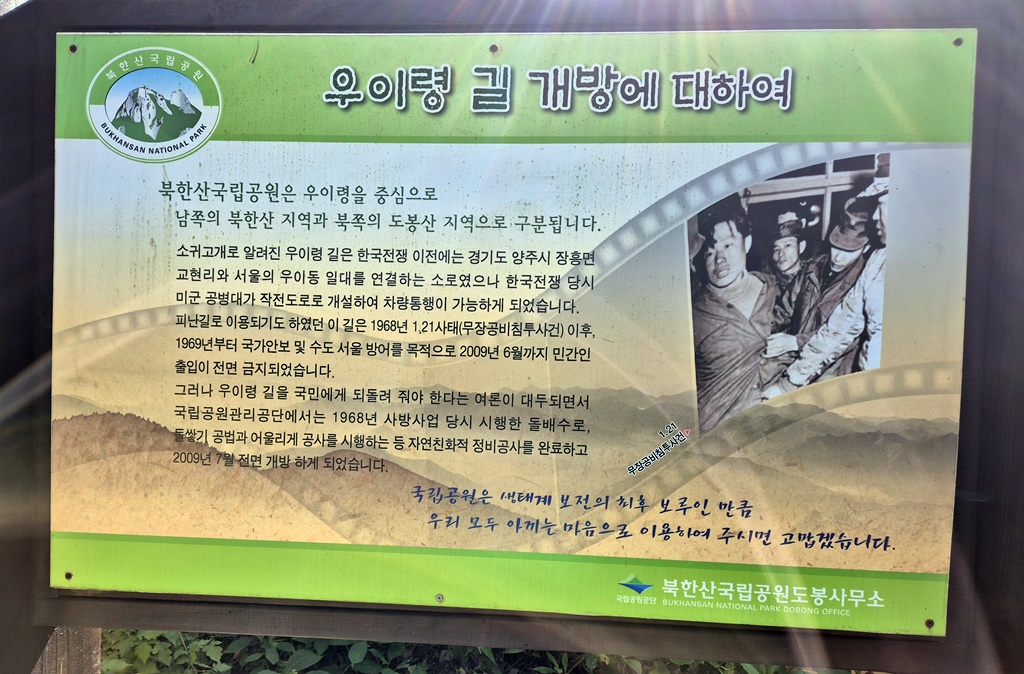 북한산국립공원
BUKHANSAN NATIONAL PARK
우이령 길 개방에 대하여
북한산국립공원은 우이령을 중심으로
남쪽의 북한산 지역과 북쪽의 도봉산 지역으로 구분됩니다.
소귀고개로 알려진 우이령 길은 한국전쟁 이전에는 경기도 양주시 장흥면
교현리와 서울의 우이동 일대를 연결하는 소로였으나 한국전쟁 당시
미군 공병대가 작전도로로 개설하여 차량통행이 가능하게 되었습니다.
피난길로 이용되기도 하였던 이 길은 1968년 1,21사태(무장공비침투사건) 이후,
1969년부터 국가안보 및 수도 서울 방어를 목적으로 2009년 6월까지 민간인
출입이 전면 금지되었습니다.
그러나 우이령 길을 국민에게 되돌려 줘야 한다는 여론이 대두되면서
국립공원관리공단에서는 1968년 사방사업 당시 시행한 돌배수로,
돌쌓기 공법과 어울리게 공사를 시행하는 등 자연친화적 정비공사를 완료하고
2009년 7월 전면 개방 하게 되었습니다.
1.21
무장공비침투사건
국립공원은 생태계 보전의 최후 보루인 만큼
우리 모두 아끼는 마음으로 이용하여 주시면 고맙겠습니다.
국립공원공단
북한산국립공원도봉사무소
BUKHANSAN NATIONAL PARK DOBONG OFFICE